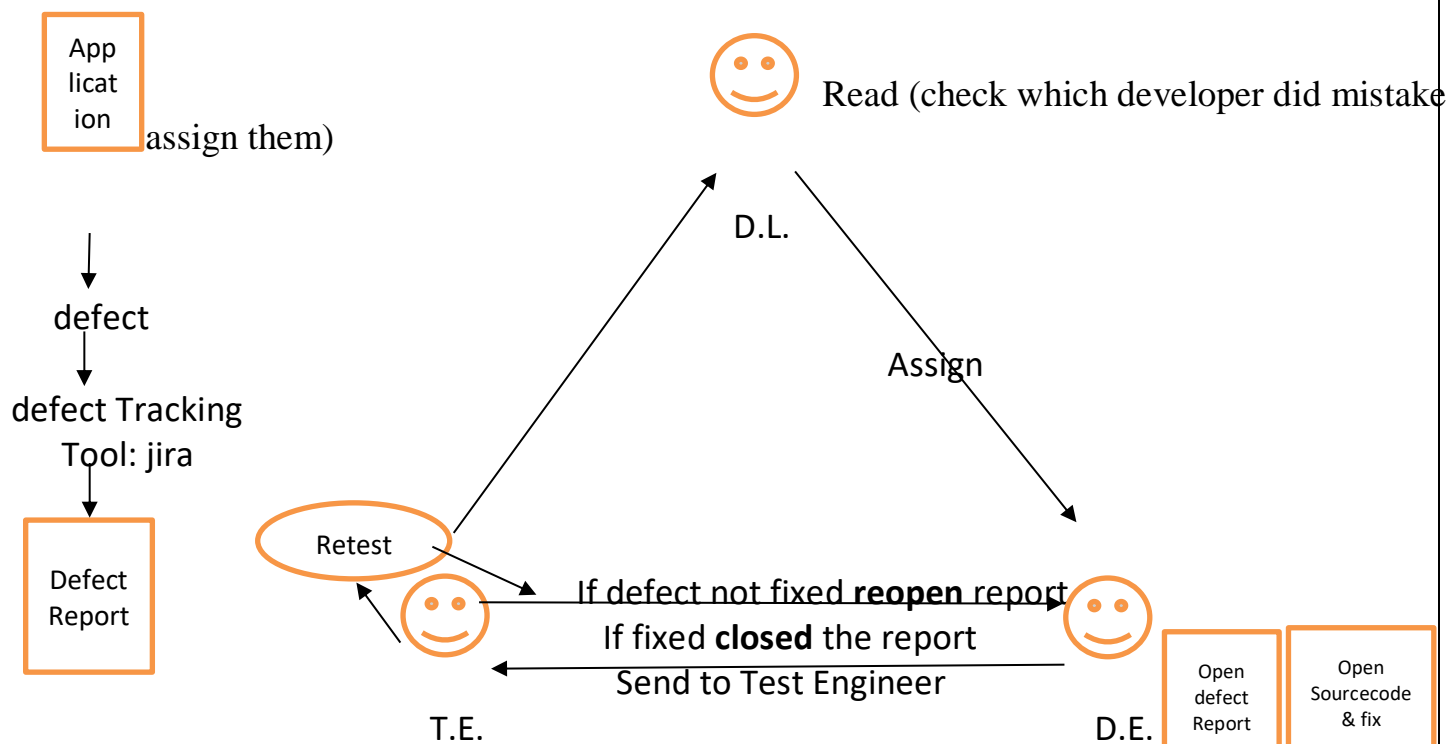 App
licat
ion
Read (check which developer did mistake
assign them)
D.L.
defect
Assign
defect Tracking
Tool: jira
Retest
Defect
Report
If defect not fixed reopen report
If fixed closed the report
Send to Test Engineer
T.E.
D.E.
Open
defect
Report
Open
Sourcecode
& fix